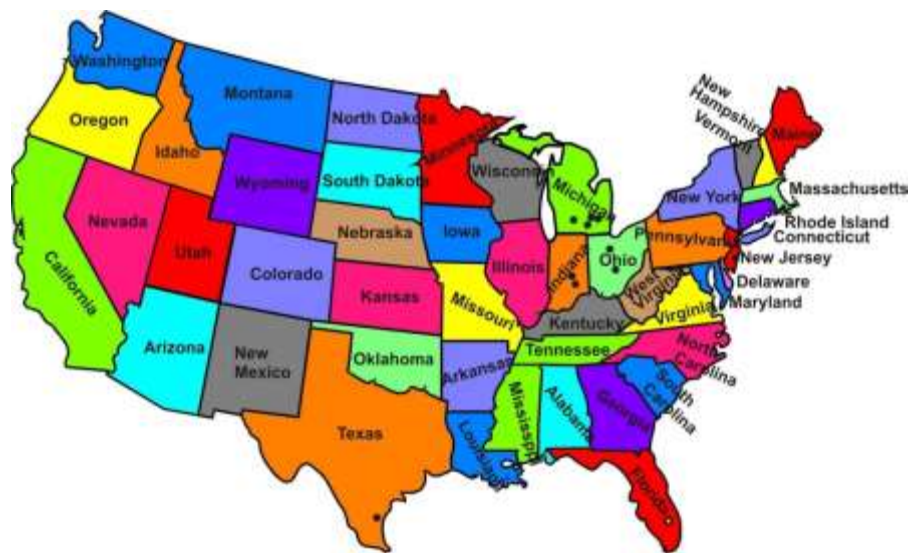 Washington
Montana
North Dakota
Minnesota
Oregon
Idaho
Wyoming
South Dakota
Wisconsin
Michigan
New
Hampshire
Vermont
Maine
Massachusetts
New York
Rhode Island
Connecticut
New Jersey
Pennsylvania
Delaware
Maryland
Nevada
Utah
Colorado
Nebraska
Iowa
Illinois
Indiana
Ohio
West
Virginia
Virginia
California
Kansas
Missouri
Kentucky
Arizona
New
Mexico
Oklahoma
Arkansas
Tennessee
North
Carolina
South
Carolina
Texas
Louisian
Mississippi
Alabama
Georgia
Florida